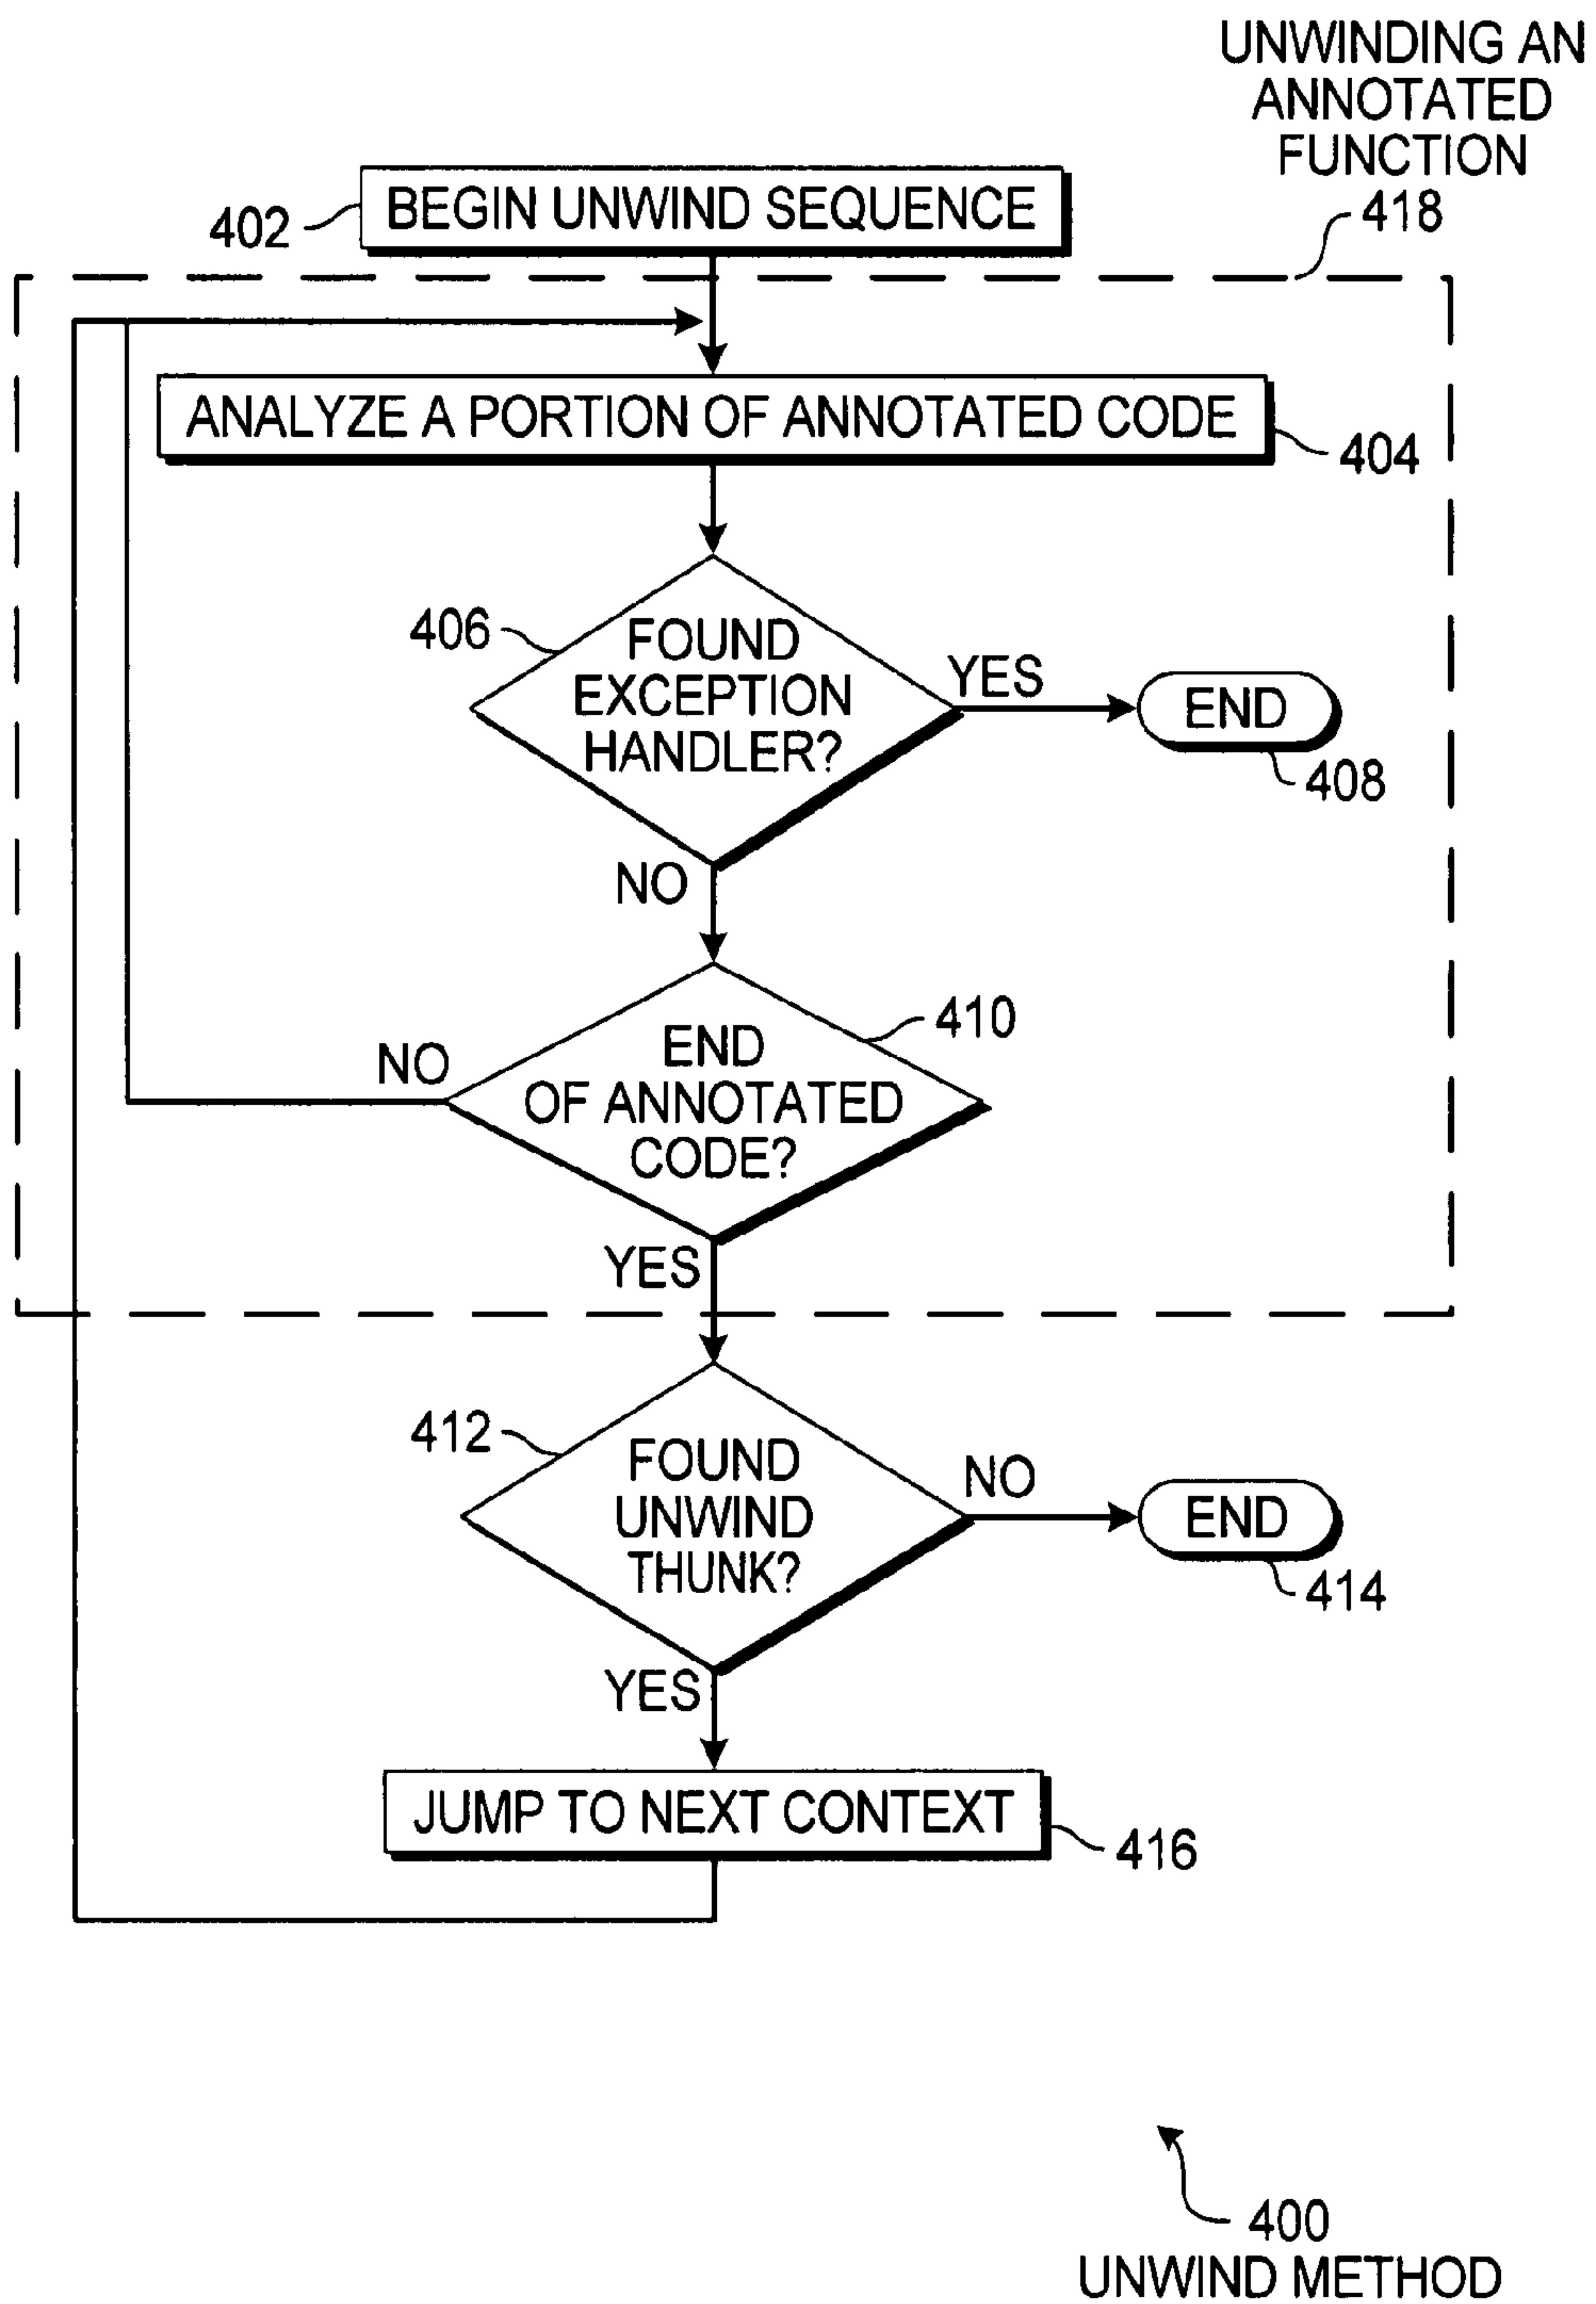 UNWINDING AN
ANNOTATED
FUNCTION
418
BEGIN UNWIND SEQUENCE
402
ANALYZE A PORTION OF ANNOTATED CODE
404
406
FOUND
EXCEPTION
HANDLER?
YES
END
408
NO
410
END
OF ANNOTATED
CODE?
NO
YES
412
FOUND
UNWIND
THUNK?
NO
END
414
YES
JUMP TO NEXT CONTEXT
416
400
UNWIND METHOD